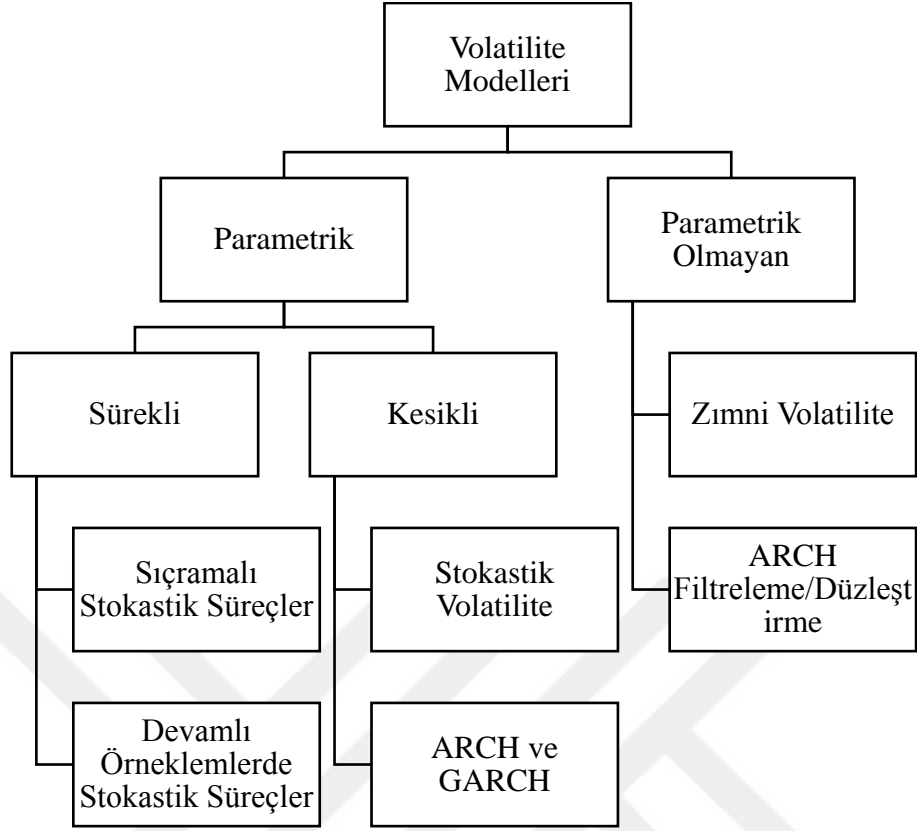 Volatilite
Modelleri
Parametrik
Parametrik
Olmayan
Sürekli
Kesikli
Zımni Volatilite
Sıçramalı
Stokastik Süreçler
Stokastik
Volatilite
ARCH
Filtreleme/Düzleşt
irme
Devamlı
Örneklemlerde
Stokastik Süreçler
ARCH ve
GARCH